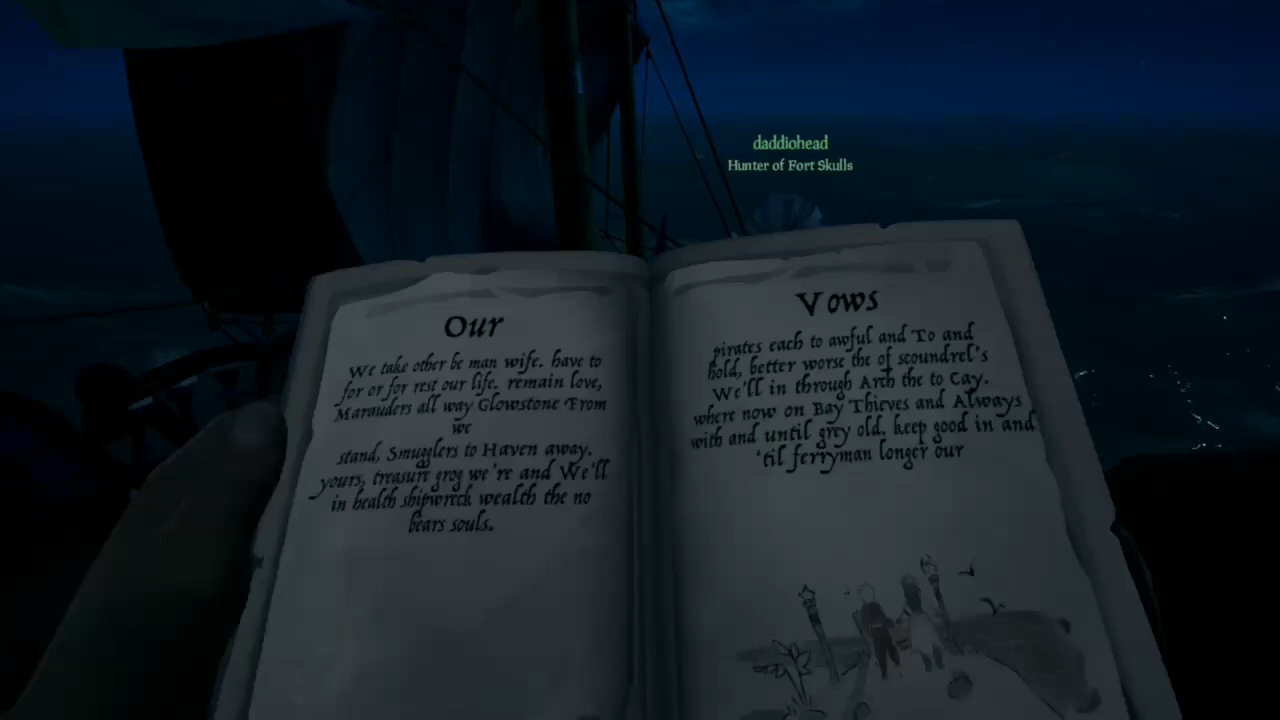 daddiohead
Hunter of Fort Skulls
Our
We take other be man wife. have to
for or for rest our life. remain love,
Marauders all way Glowstone From
we
stand, Smugglers to Haven away.
yours, treasure grog we're and We'll
in health shipwreck wealth the no
bears souls.
Vows
pirates each to awful and To and
hold, better worse the of scoundrel's
We'll in through Arch the to Cay.
where now on Bay Thieves and Always
with and until grey old. keep good in and
'til ferryman longer our